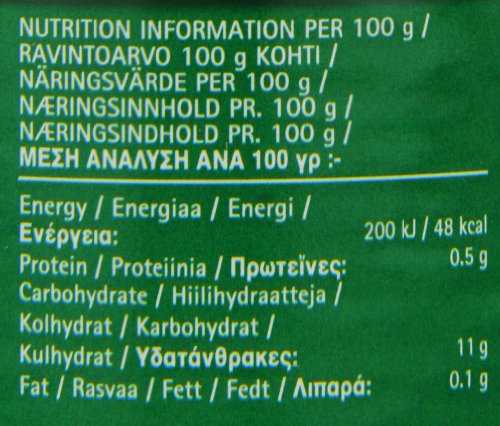 NUTRITION INFORMATION PER 100 g /
RAVINTOARVO 100 g KOHTI /
NÄRINGSVÄRDE PER 100 g /
NÆRINGSINNHOLD PR. 100 g /
NÆRINGSINDHOLD PR. 100 g /
ΜΕΣΗ ΑΝΑΛΥΣΗ ΑΝΑ 100 γρ :-
Energy / Energiaa / Energi /
Ενέργεια: 200 kJ / 48 kcal
Protein / Proteiinia / Πρωτεΐνες: 0.5 g
Carbohydrate / Hiilihydraatteja /
Kolhydrat / Karbohydrat /
Kulhydrat / Υδατάνθρακες: 11 g
Fat / Rasvaa / Fett / Fedt / Λιπαρά: 0.1 g